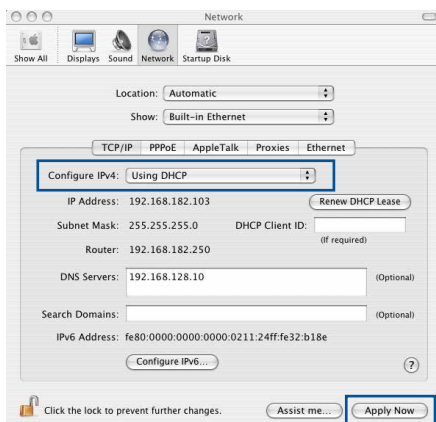 Network
Show All Displays Sound Network Startup Disk
Location: Automatic
Show: Built-in Ethernet
TCP/IP PPPoE AppleTalk Proxies Ethernet
Configure IPv4: Using DHCP
IP Address: 192.168.182.103 Renew DHCP Lease
Subnet Mask: 255.255.255.0 DHCP Client ID:
(If required)
Router: 192.168.182.250
DNS Servers: 192.168.128.10 (Optional)
Search Domains: (Optional)
IPv6 Address: fe80:0000:0000:0000:0211:24ff:fe32:b18e
Configure IPv6...
?
Click the lock to prevent further changes. Assist me... Apply Now